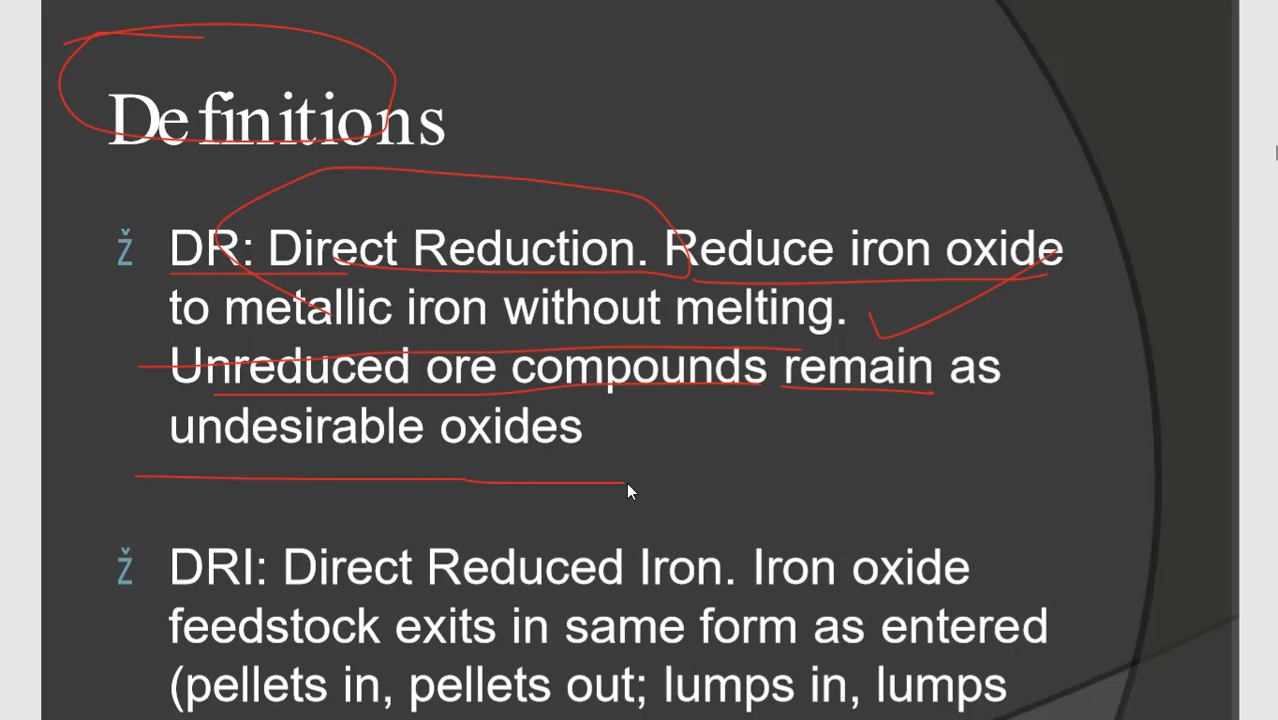 Definitions
Ž DR: Direct Reduction. Reduce iron oxide
to metallic iron without melting.
Unreduced ore compounds remain as
undesirable oxides
Ž DRI: Direct Reduced Iron. Iron oxide
feedstock exits in same form as entered
(pellets in, pellets out; lumps in, lumps